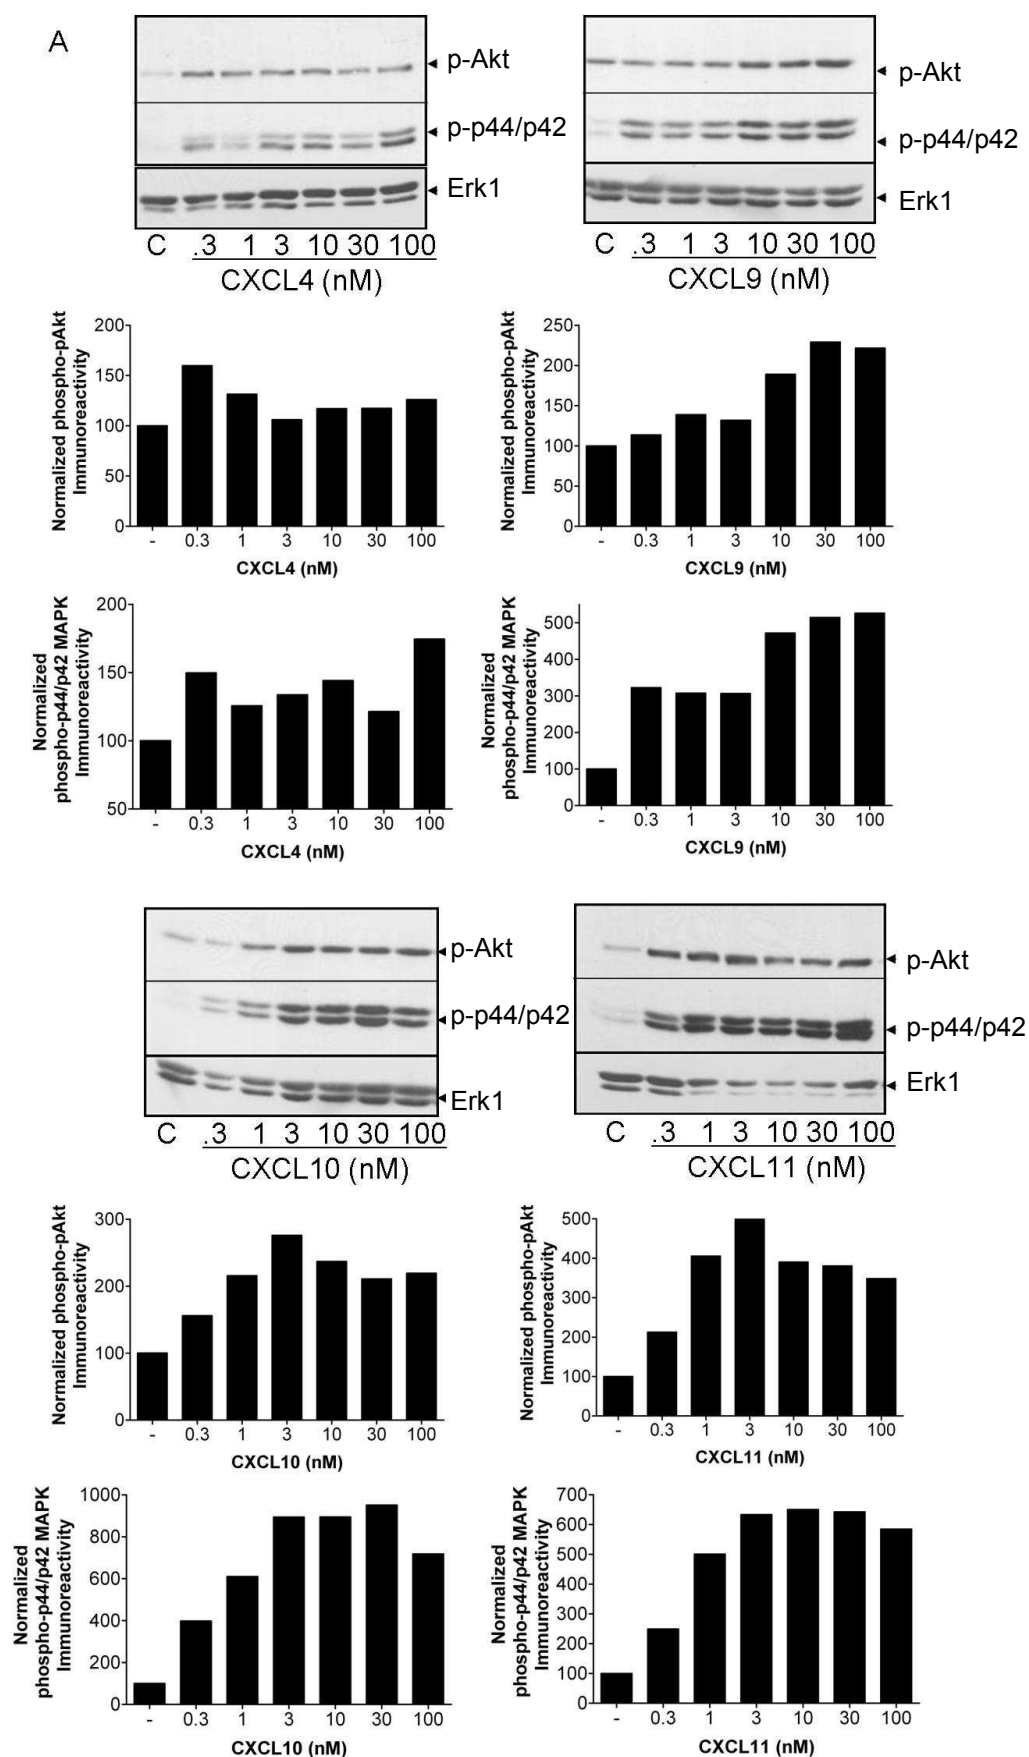 A
p-Akt
p-p44/p42
Erk1
C .3 1 3 10 30 100
CXCL4 (nM)
p-Akt
p-p44/p42
Erk1
C .3 1 3 10 30 100
CXCL9 (nM)
Normalized phospho-pAkt
Immunoreactivity
200
150
100
50
0
- 0.3 1 3 10 30 100
CXCL4 (nM)
Normalized phospho-pAkt
Immunoreactivity
250
200
150
100
50
0
- 0.3 1 3 10 30 100
CXCL9 (nM)
Normalized
phospho-p44/p42 MAPK
Immunoreactivity
200
150
100
50
- 0.3 1 3 10 30 100
CXCL4 (nM)
Normalized
phospho-p44/p42 MAPK
Immunoreactivity
500
400
300
200
100
0
- 0.3 1 3 10 30 100
CXCL9 (nM)
p-Akt
p-p44/p42
Erk1
C .3 1 3 10 30 100
CXCL10 (nM)
p-Akt
p-p44/p42
Erk1
C .3 1 3 10 30 100
CXCL11 (nM)
Normalized phospho-pAkt
Immunoreactivity
300
200
100
0
- 0.3 1 3 10 30 100
CXCL10 (nM)
Normalized phospho-pAkt
Immunoreactivity
500
400
300
200
100
0
- 0.3 1 3 10 30 100
CXCL11 (nM)
Normalized
phospho-p44/p42 MAPK
Immunoreactivity
1000
800
600
400
200
0
- 0.3 1 3 10 30 100
CXCL10 (nM)
Normalized
phospho-p44/p42 MAPK
Immunoreactivity
700
600
500
400
300
200
100
0
- 0.3 1 3 10 30 100
CXCL11 (nM)